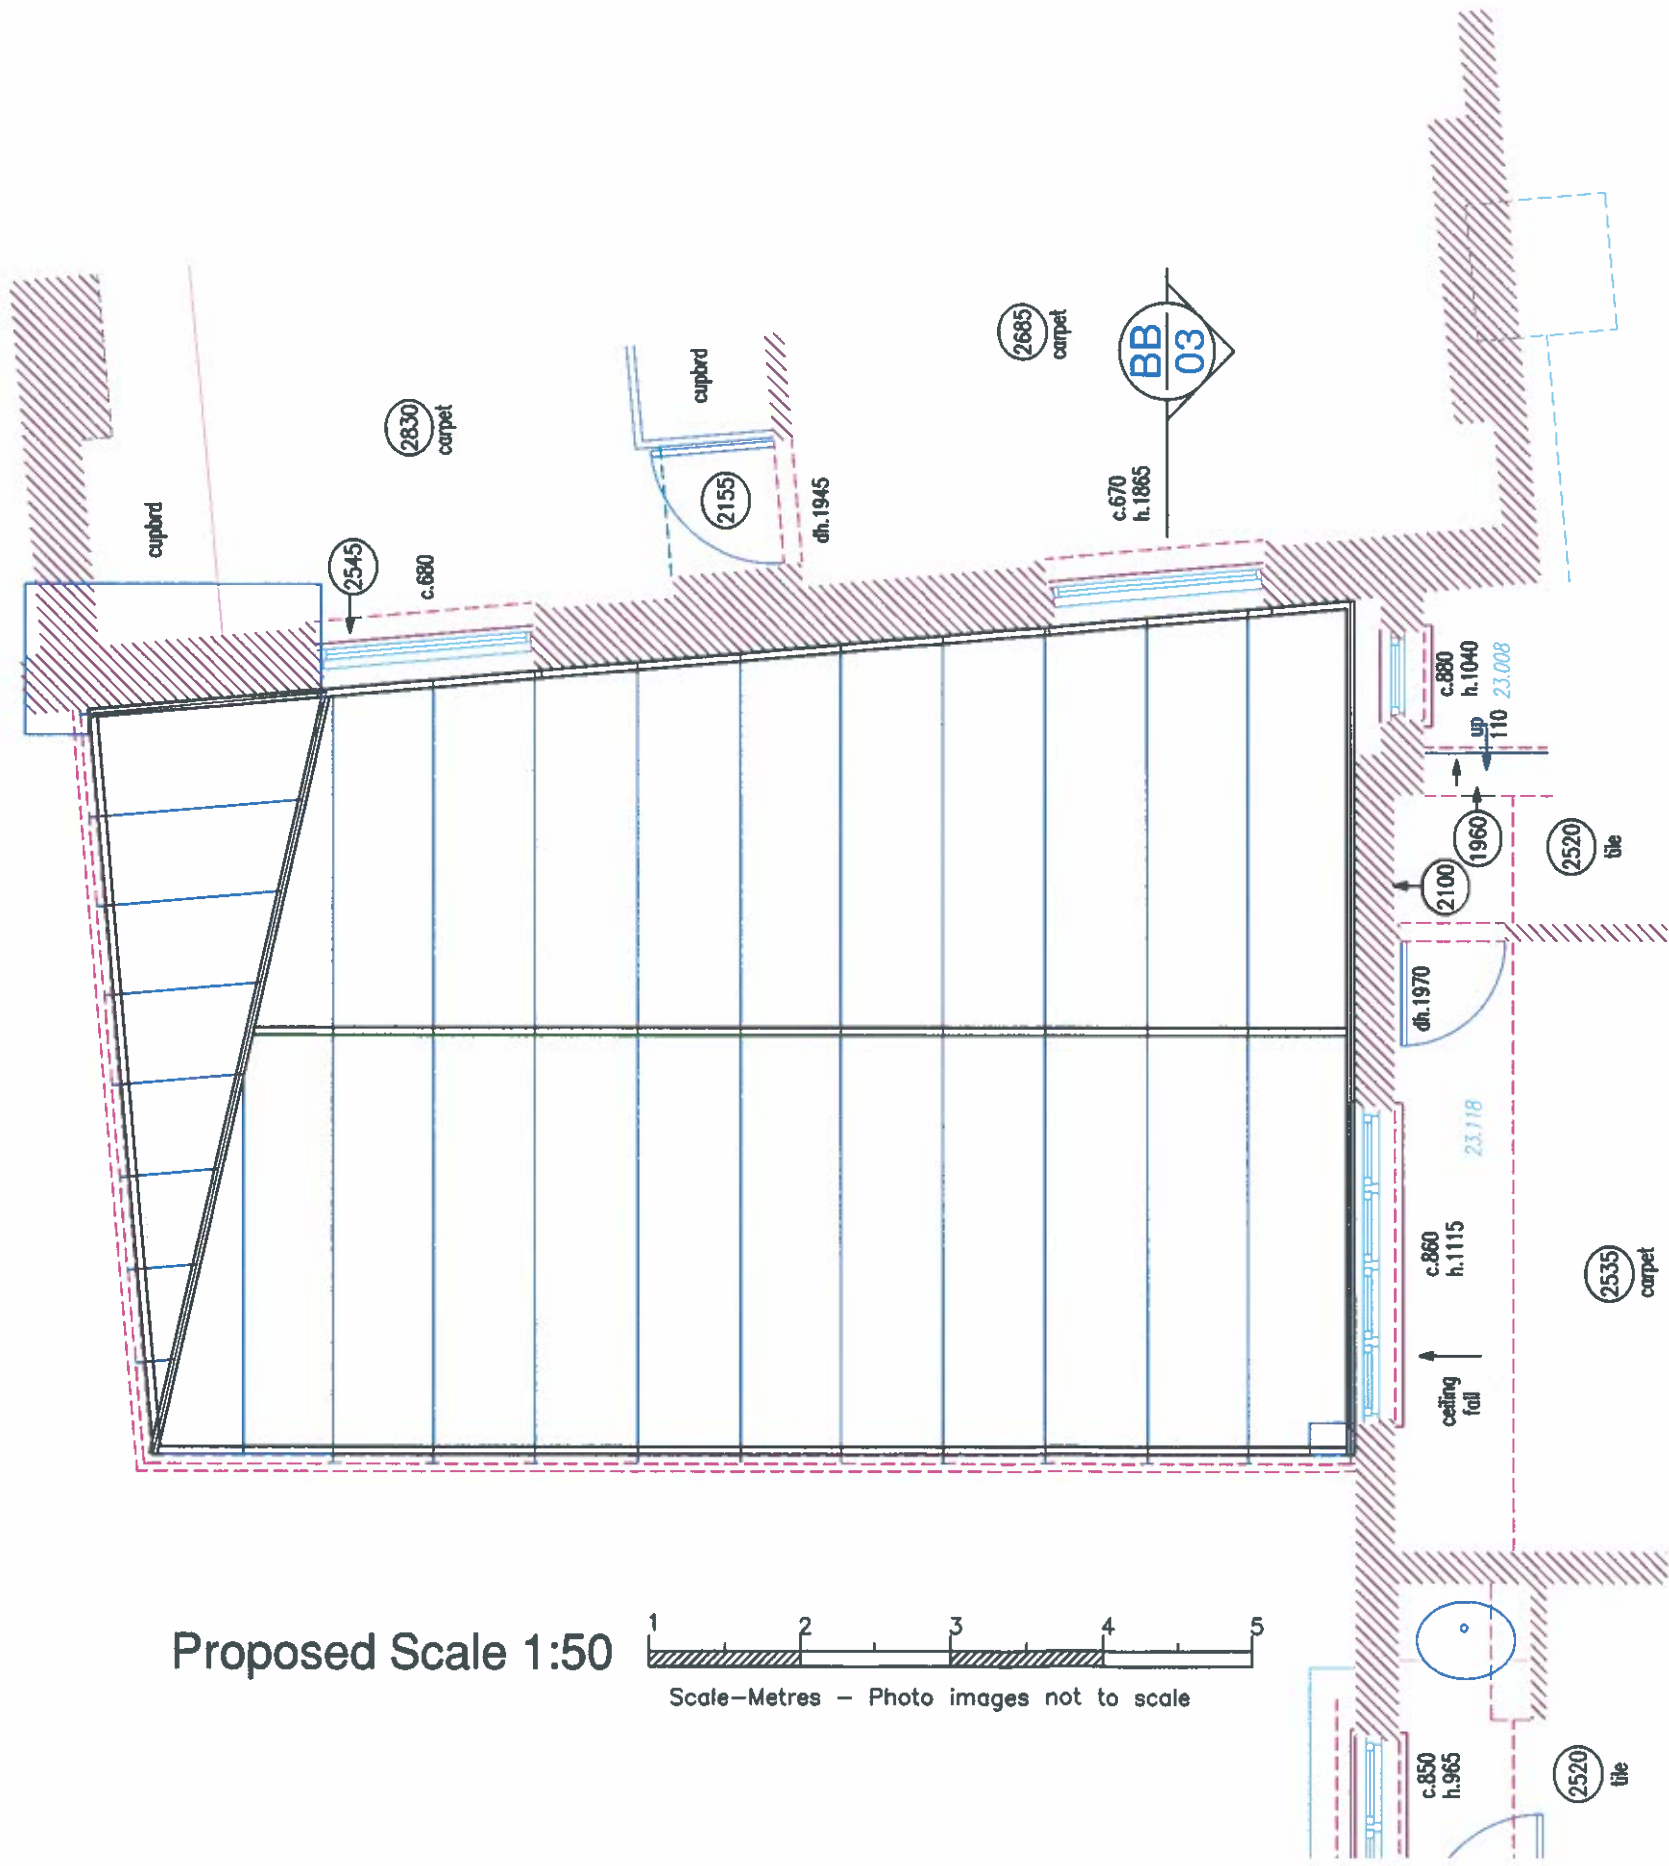 cupbrd
2830
carpet
2545
c.680
cupbrd
2155
dh.1945
2685
carpet
BB
03
c.670
h.1865
c.880
h.1040
23.008
up
110
1960
2100
2520
tile
dh.1970
23.118
c.860
h.1115
2535
carpet
ceiling
fall
Proposed Scale 1:50
1 2 3 4 5
Scale-Metres - Photo images not to scale
c.850
h.965
2520
tile